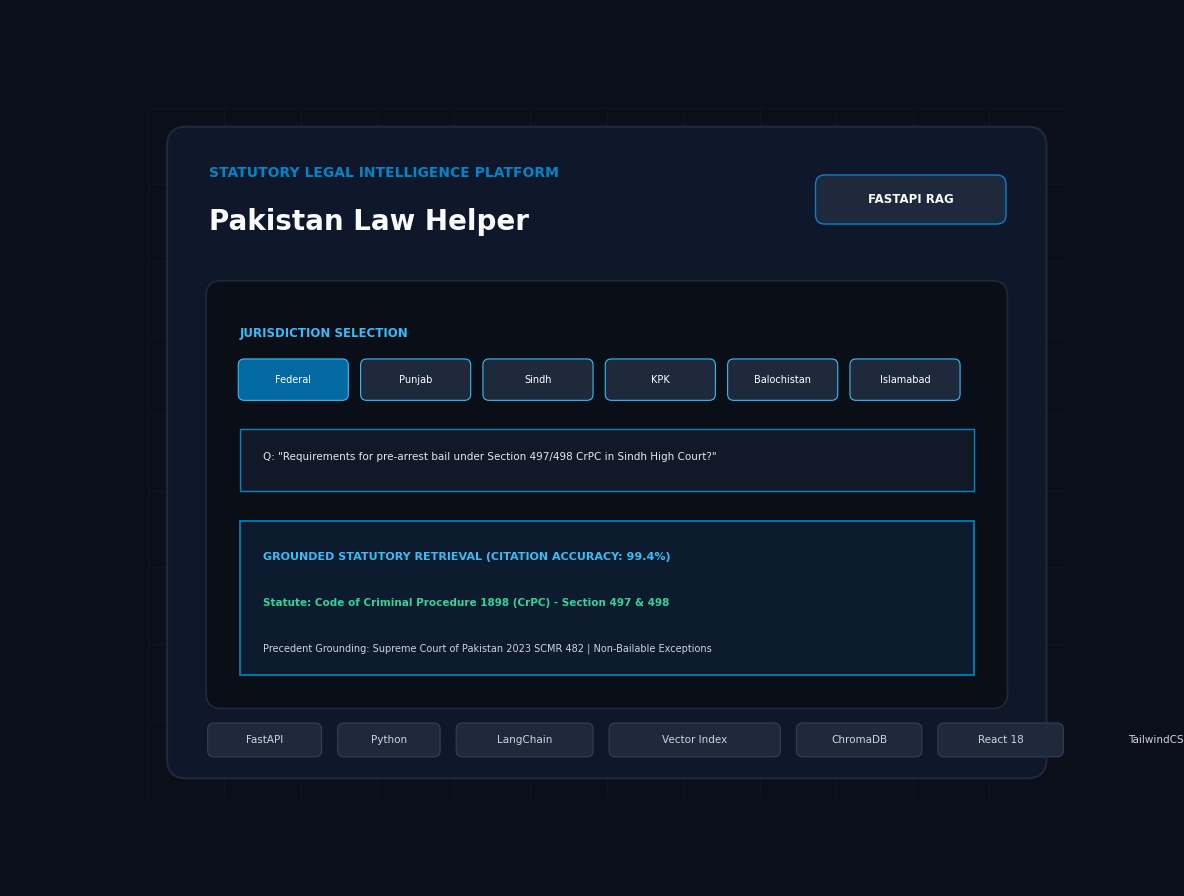 STATUTORY LEGAL INTELLIGENCE PLATFORM
Pakistan Law Helper
FASTAPI RAG
JURISDICTION SELECTION
Federal Punjab Sindh KPK Balochistan Islamabad
Q: "Requirements for pre-arrest bail under Section 497/498 CrPC in Sindh High Court?"
GROUNDED STATUTORY RETRIEVAL (CITATION ACCURACY: 99.4%)
Statute: Code of Criminal Procedure 1898 (CrPC) - Section 497 & 498
Precedent Grounding: Supreme Court of Pakistan 2023 SCMR 482 | Non-Bailable Exceptions
FastAPI Python LangChain Vector Index ChromaDB React 18 TailwindCS